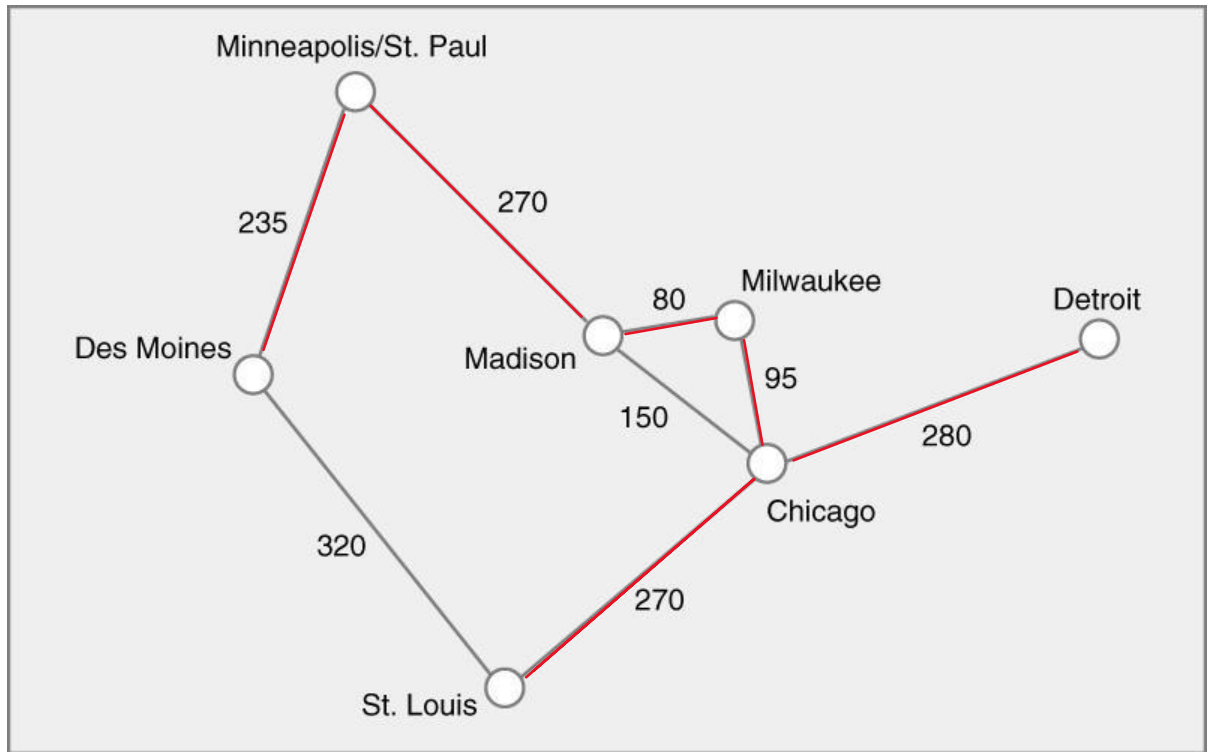 Minneapolis/St. Paul
270
235
Milwaukee
80
Detroit
Des Moines
Madison
95
150
280
Chicago
320
270
St. Louis